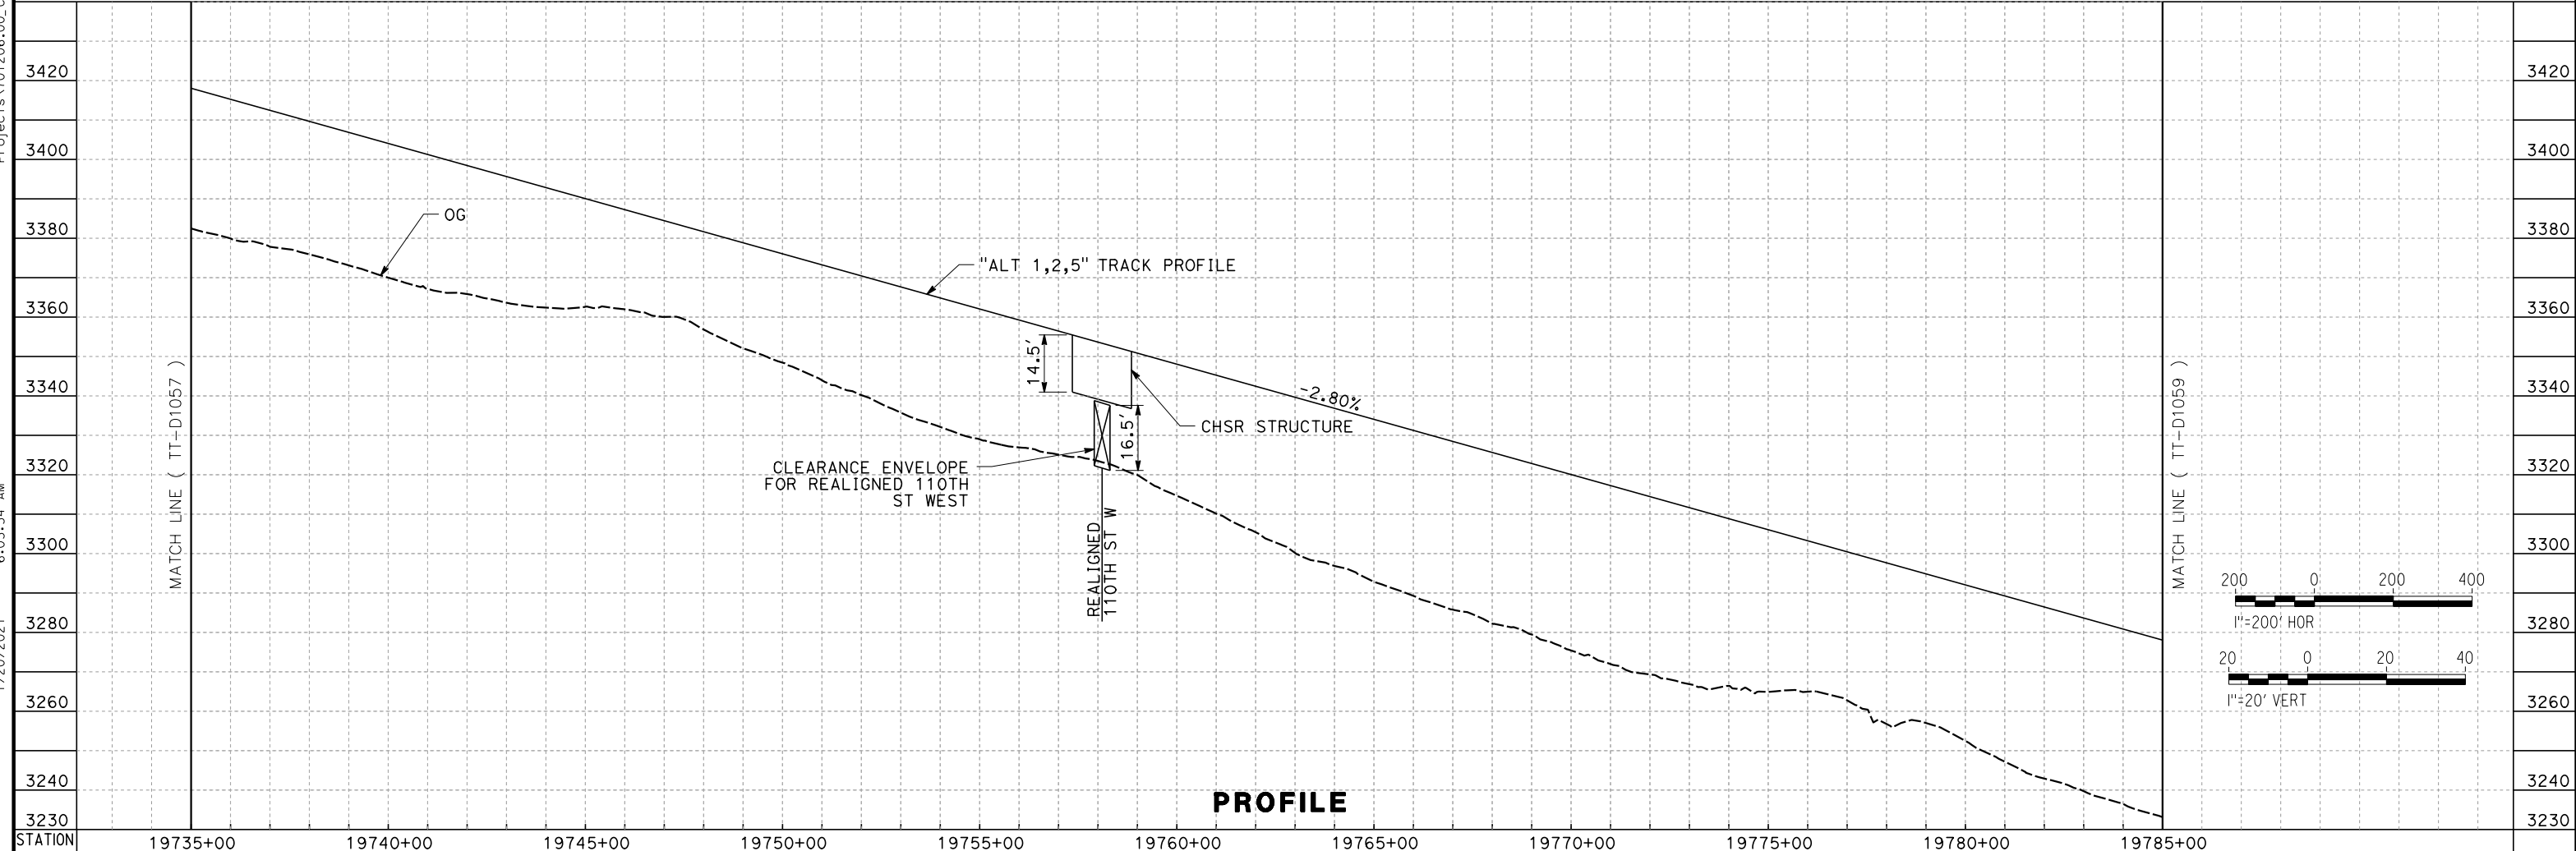 3420
3400
3380
3360
3340
3320
3300
3280
3260
3240
3230
STATION
MATCH LINE ( TT-D1057 )
OG
"ALT 1,2,5" TRACK PROFILE
14.5'
-2.80%
CHSR STRUCTURE
16.5'
CLEARANCE ENVELOPE
FOR REALIGNED 110TH
ST WEST
REALIGNED
110TH ST W
MATCH LINE ( TT-D1059 )
200 0 200 400
1"=200' HOR
20 0 20 40
1"=20' VERT
PROFILE
19735+00 19740+00 19745+00 19750+00 19755+00 19760+00 19765+00 19770+00 19775+00 19780+00 19785+00
3420
3400
3380
3360
3340
3320
3300
3280
3260
3240
3230